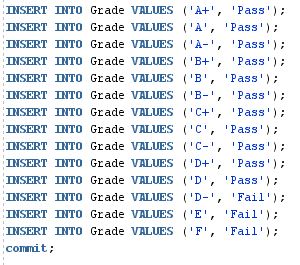 INSERT INTO Grade VALUES ('A+', 'Pass');
INSERT INTO Grade VALUES ('A', 'Pass');
INSERT INTO Grade VALUES ('A-', 'Pass');
INSERT INTO Grade VALUES ('B+', 'Pass');
INSERT INTO Grade VALUES ('B', 'Pass');
INSERT INTO Grade VALUES ('B-', 'Pass');
INSERT INTO Grade VALUES ('C+', 'Pass');
INSERT INTO Grade VALUES ('C', 'Pass');
INSERT INTO Grade VALUES ('C-', 'Pass');
INSERT INTO Grade VALUES ('D+', 'Pass');
INSERT INTO Grade VALUES ('D', 'Pass');
INSERT INTO Grade VALUES ('D-', 'Fail');
INSERT INTO Grade VALUES ('E', 'Fail');
INSERT INTO Grade VALUES ('F', 'Fail');
commit;